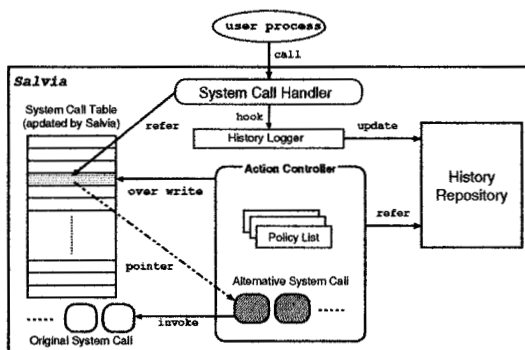 user process
call
Salvia
System Call Handler
System Call Table
(apdated by Salvia)
refer
hook
History Logger
update
Action Controller
History
Repository
over write
refer
Policy List
pointer
Alternative System Call
invoke
Original System Call